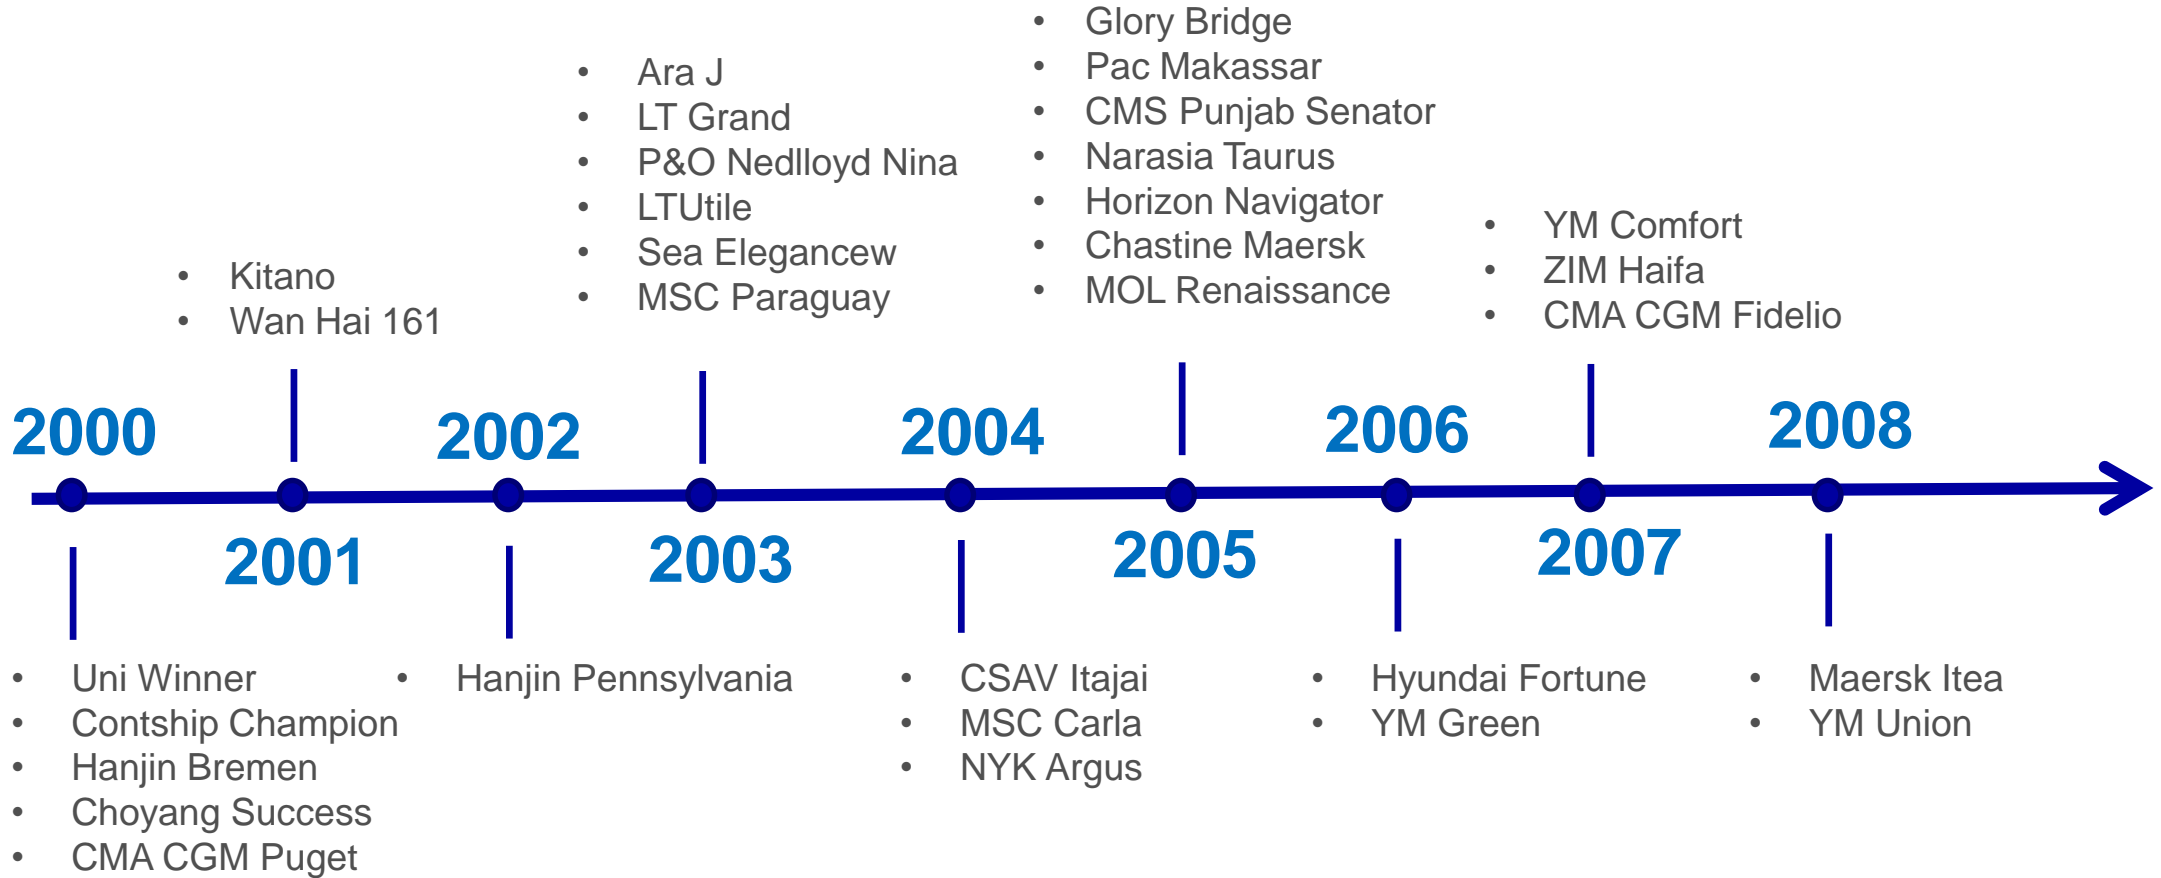 • Glory Bridge
• Pac Makassar
• CMS Punjab Senator
• Narasia Taurus
• Horizon Navigator
• Chastine Maersk
• MOL Renaissance
• Ara J
• LT Grand
• P&O Nedlloyd Nina
• LTUtile
• Sea Elegancew
• MSC Paraguay
• YM Comfort
• ZIM Haifa
• CMA CGM Fidelio
• Kitano
• Wan Hai 161
2000
2002
2004
2006
2008
2001
2003
2005
2007
• Uni Winner
• Contship Champion
• Hanjin Bremen
• Choyang Success
• CMA CGM Puget
• Hanjin Pennsylvania
• CSAV Itajai
• MSC Carla
• NYK Argus
• Hyundai Fortune
• YM Green
• Maersk Itea
• YM Union